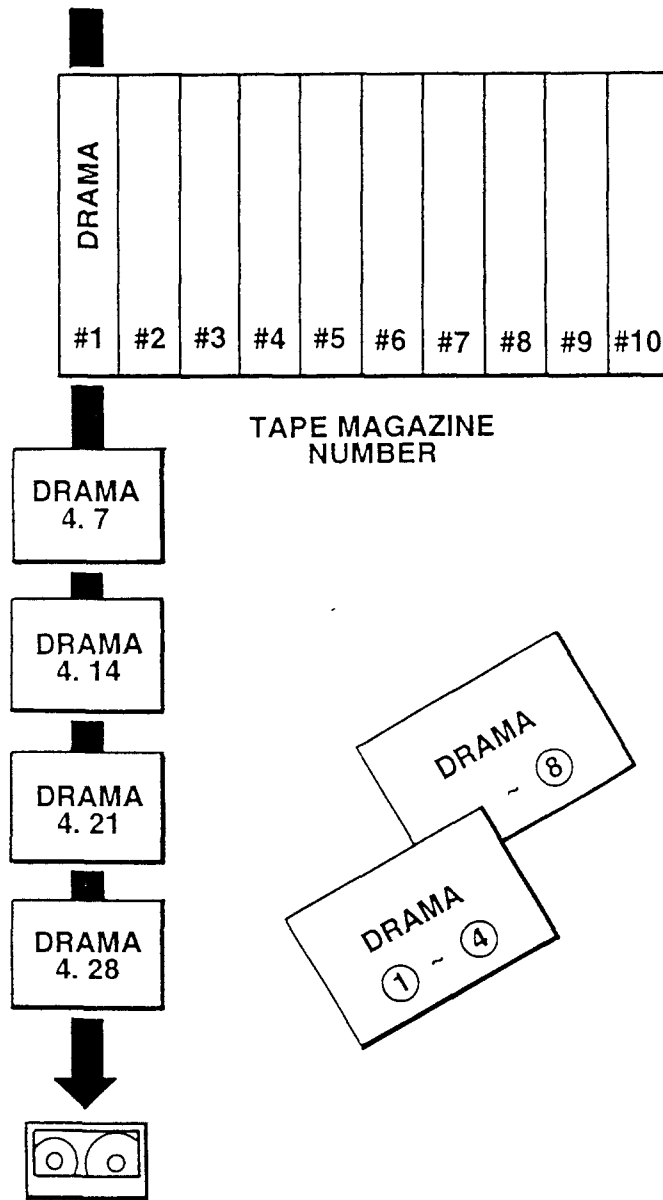 DRAMA
#1 #2 #3 #4 #5 #6 #7 #8 #9 #10
TAPE MAGAZINE
NUMBER
DRAMA
4. 7
DRAMA
4. 14
DRAMA
4. 21
DRAMA
4. 28
DRAMA
~ 8
DRAMA
1 ~ 4